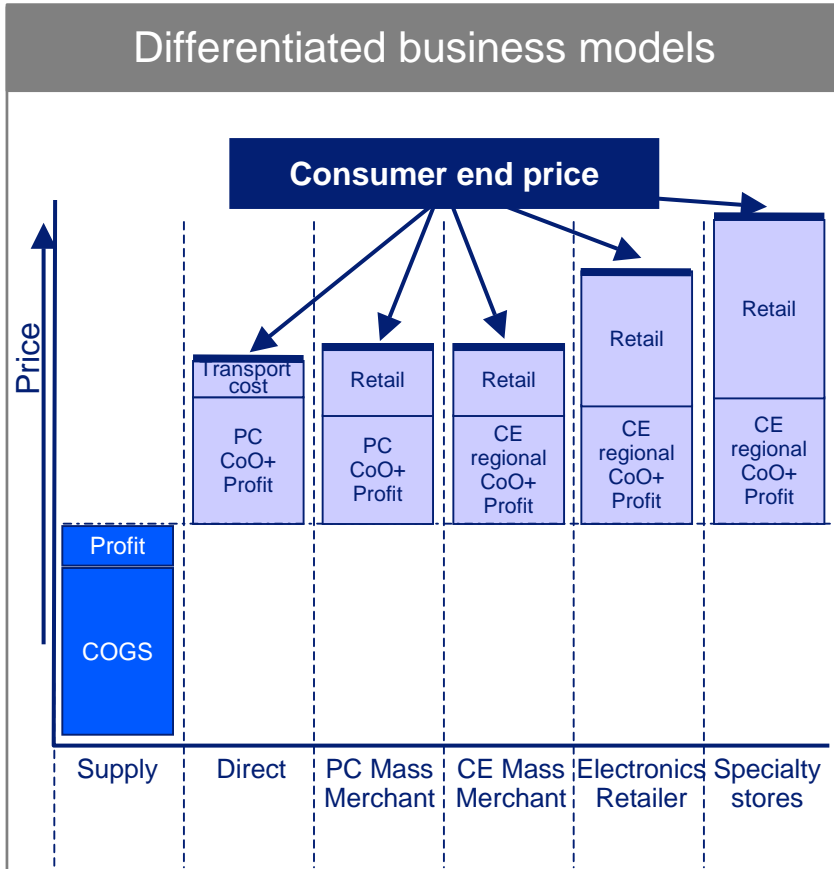 Differentiated business models
Consumer end price
Price
Transport
cost
PC
CoO+
Profit
Retail
PC
CoO+
Profit
Retail
CE
regional
CoO+
Profit
Retail
CE
regional
CoO+
Profit
Retail
CE
regional
CoO+
Profit
Profit
COGS
Supply
Direct
PC Mass
Merchant
CE Mass
Merchant
Electronics
Retailer
Specialty
stores